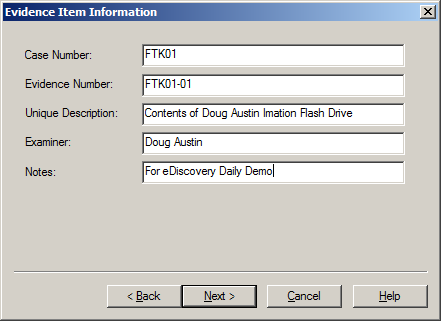 Evidence Item Information
Case Number: FTK01
Evidence Number: FTK01-01
Unique Description: Contents of Doug Austin Imation Flash Drive
Examiner: Doug Austin
Notes: For eDiscovery Daily Demo
< Back Next > Cancel Help